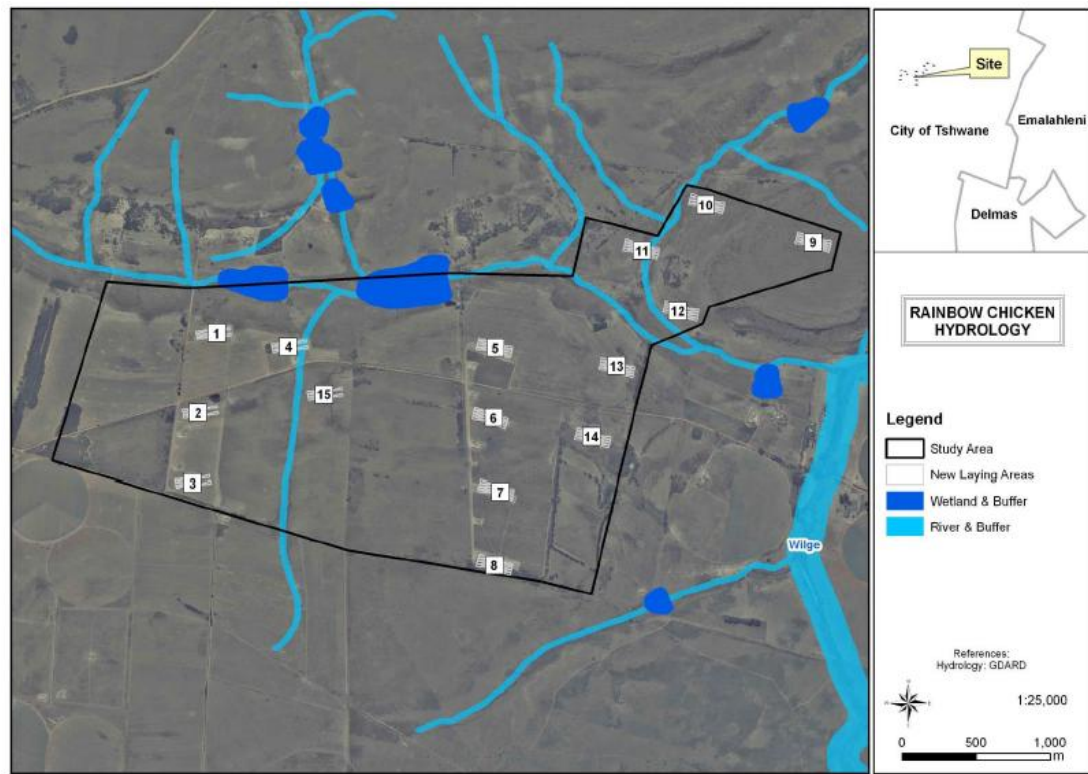 Site
City of Tshwane
Emalahleni
Delmas
RAINBOW CHICKEN
HYDROLOGY
Legend
Study Area
New Laying Areas
Wetland & Buffer
River & Buffer
References:
Hydrology: GDARD
1:25,000
0 500 1,000
m
10
11
9
12
1
4
5
13
15
2
6
14
3
7
8
Wilge